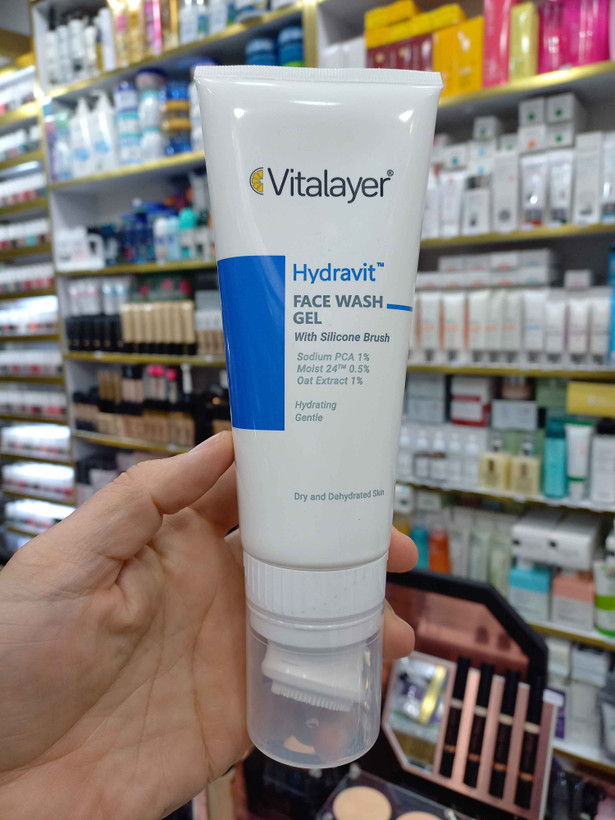 Vitalayer®
Hydravit™
FACE WASH
GEL
With Silicone Brush
Sodium PCA 1%
Moist 24™ 0.5%
Oat Extract 1%
Hydrating
Gentle
Dry and Dehydrated Skin